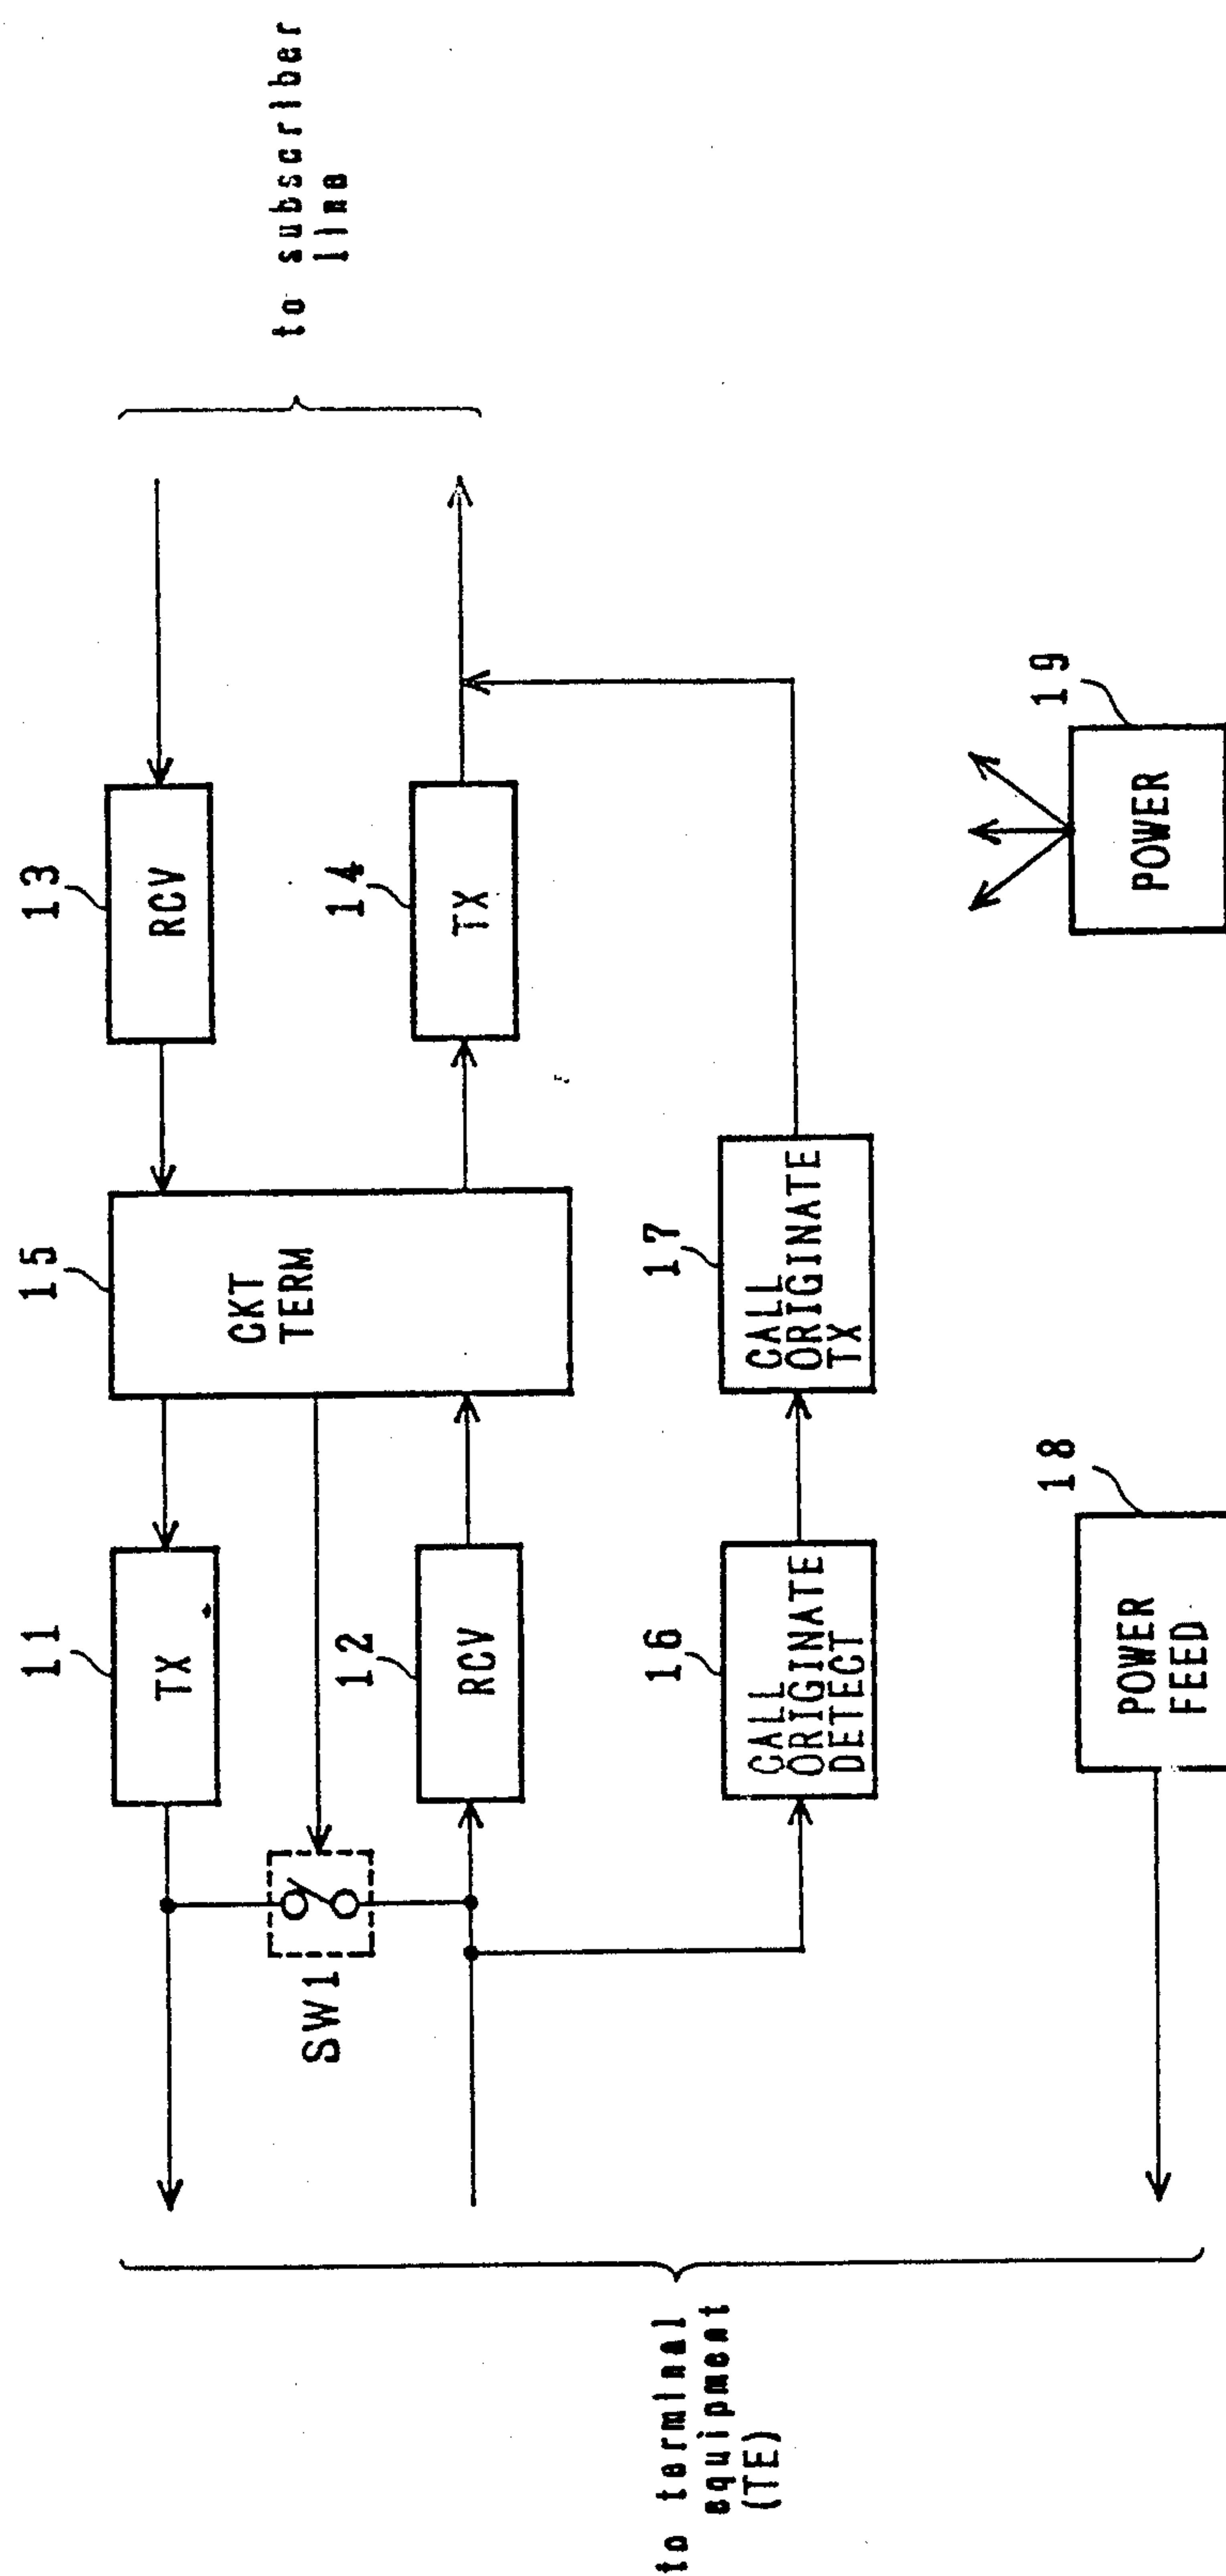 11
TX
15
CKT
TERM
13
RCV
to subscriber
line
SW1
12
RCV
14
TX
to terminal
equipment
(TE)
16
CALL
ORIGINATE
DETECT
17
CALL
ORIGINATE
TX
18
POWER
FEED
19
POWER